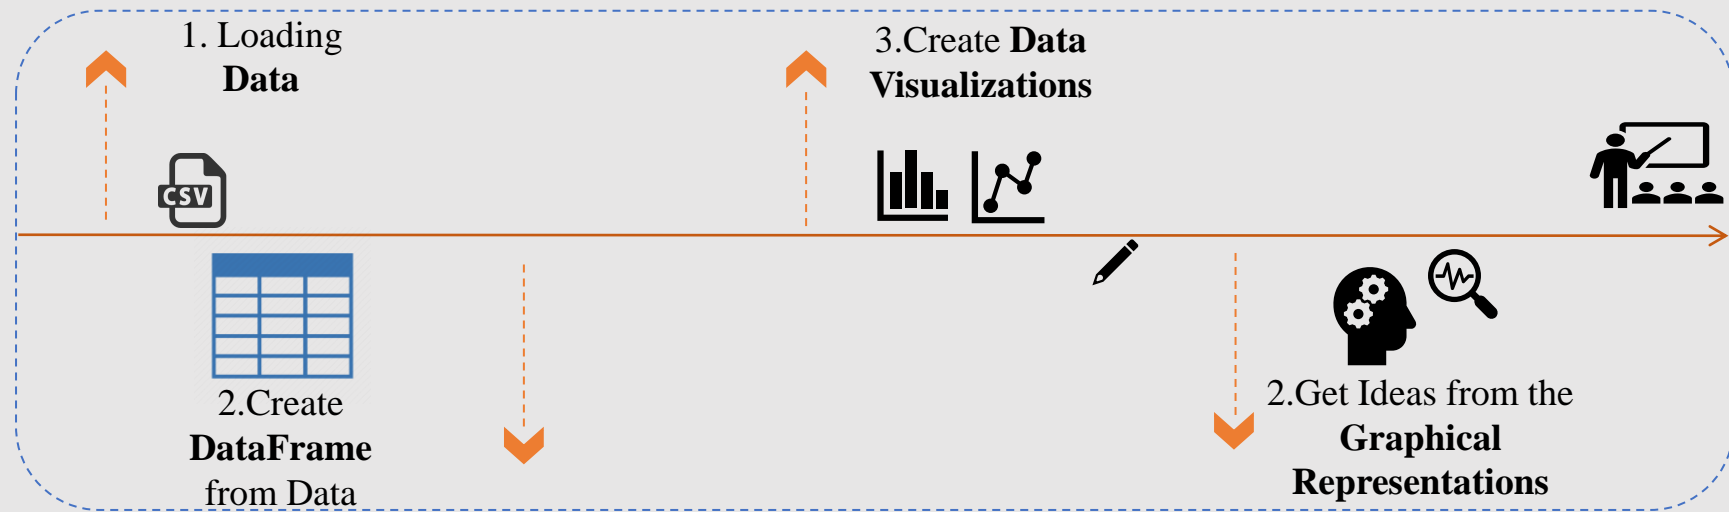 1. Loading
Data
CSV
2.Create
DataFrame
from Data
3.Create Data
Visualizations
2.Get Ideas from the
Graphical
Representations